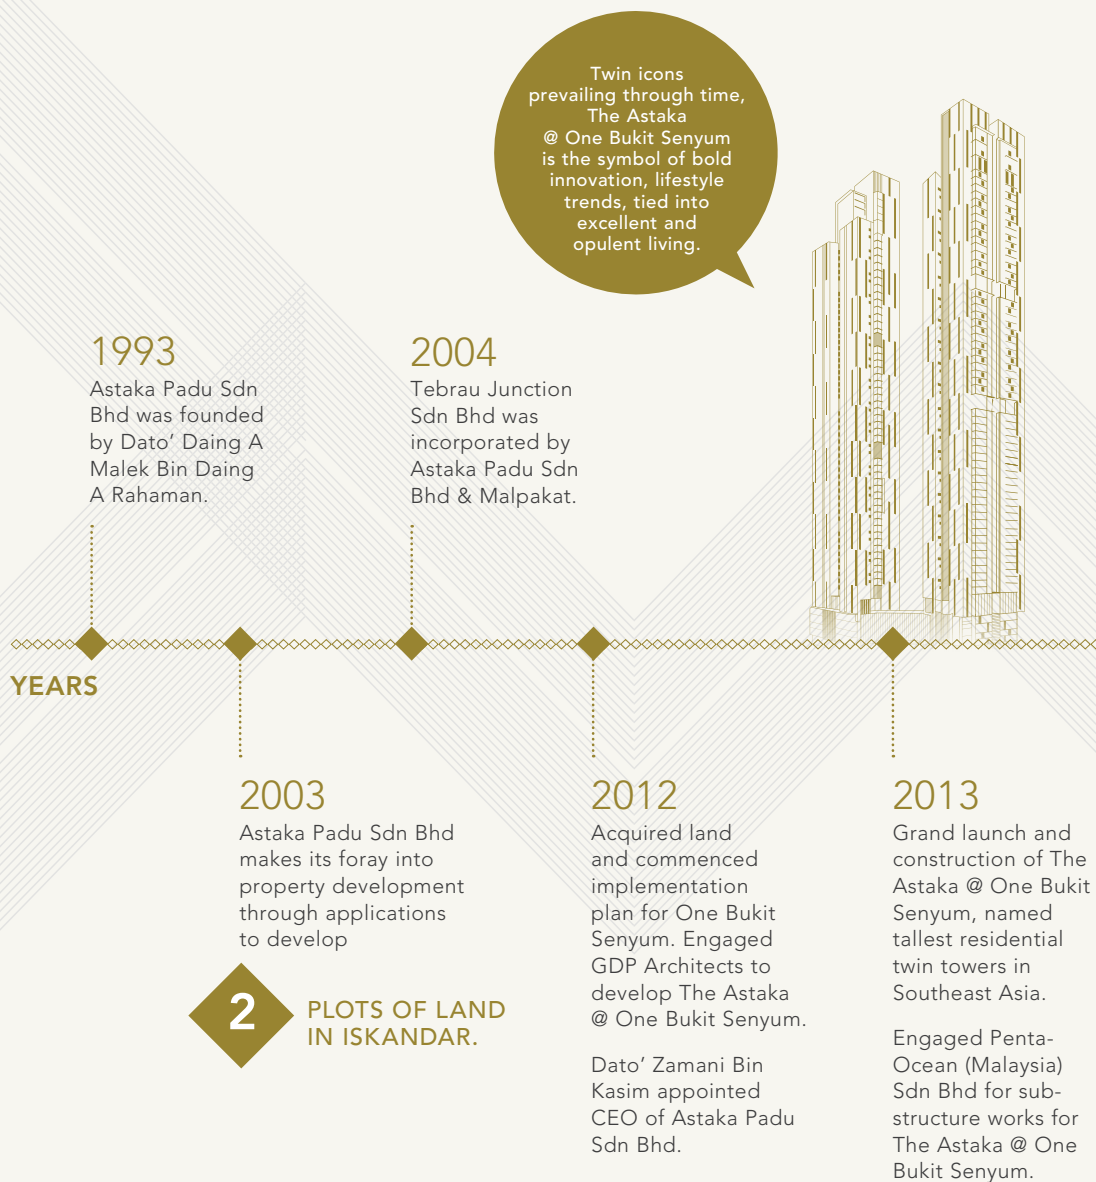 Twin icons
prevailing through time,
The Astaka
@ One Bukit Senyum
is the symbol of bold
innovation, lifestyle
trends, tied into
excellent and
opulent living.
1993
Astaka Padu Sdn
Bhd was founded
by Dato’ Daing A
Malek Bin Daing
A Rahaman.
2004
Tebrau Junction
Sdn Bhd was
incorporated by
Astaka Padu Sdn
Bhd & Malpakat.
YEARS
2003
Astaka Padu Sdn Bhd
makes its foray into
property development
through applications
to develop
2
PLOTS OF LAND
IN ISKANDAR.
2012
Acquired land
and commenced
implementation
plan for One Bukit
Senyum. Engaged
GDP Architects to
develop The Astaka
@ One Bukit Senyum.
Dato’ Zamani Bin
Kasim appointed
CEO of Astaka Padu
Sdn Bhd.
2013
Grand launch and
construction of The
Astaka @ One Bukit
Senyum, named
tallest residential
twin towers in
Southeast Asia.
Engaged Penta-
Ocean (Malaysia)
Sdn Bhd for sub-
structure works for
The Astaka @ One
Bukit Senyum.